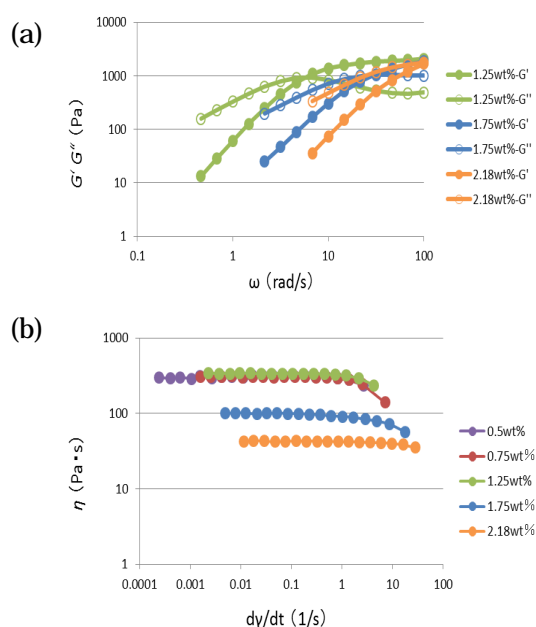 (a)
10000
1000
100
10
1
G' G'' (Pa)
0.1 1 10 100
ω (rad/s)
1.25wt%-G'
1.25wt%-G''
1.75wt%-G'
1.75wt%-G''
2.18wt%-G'
2.18wt%-G''
(b)
1000
100
10
1
η (Pa・s)
0.0001 0.001 0.01 0.1 1 10 100
dγ/dt (1/s)
0.5wt%
0.75wt%
1.25wt%
1.75wt%
2.18wt%